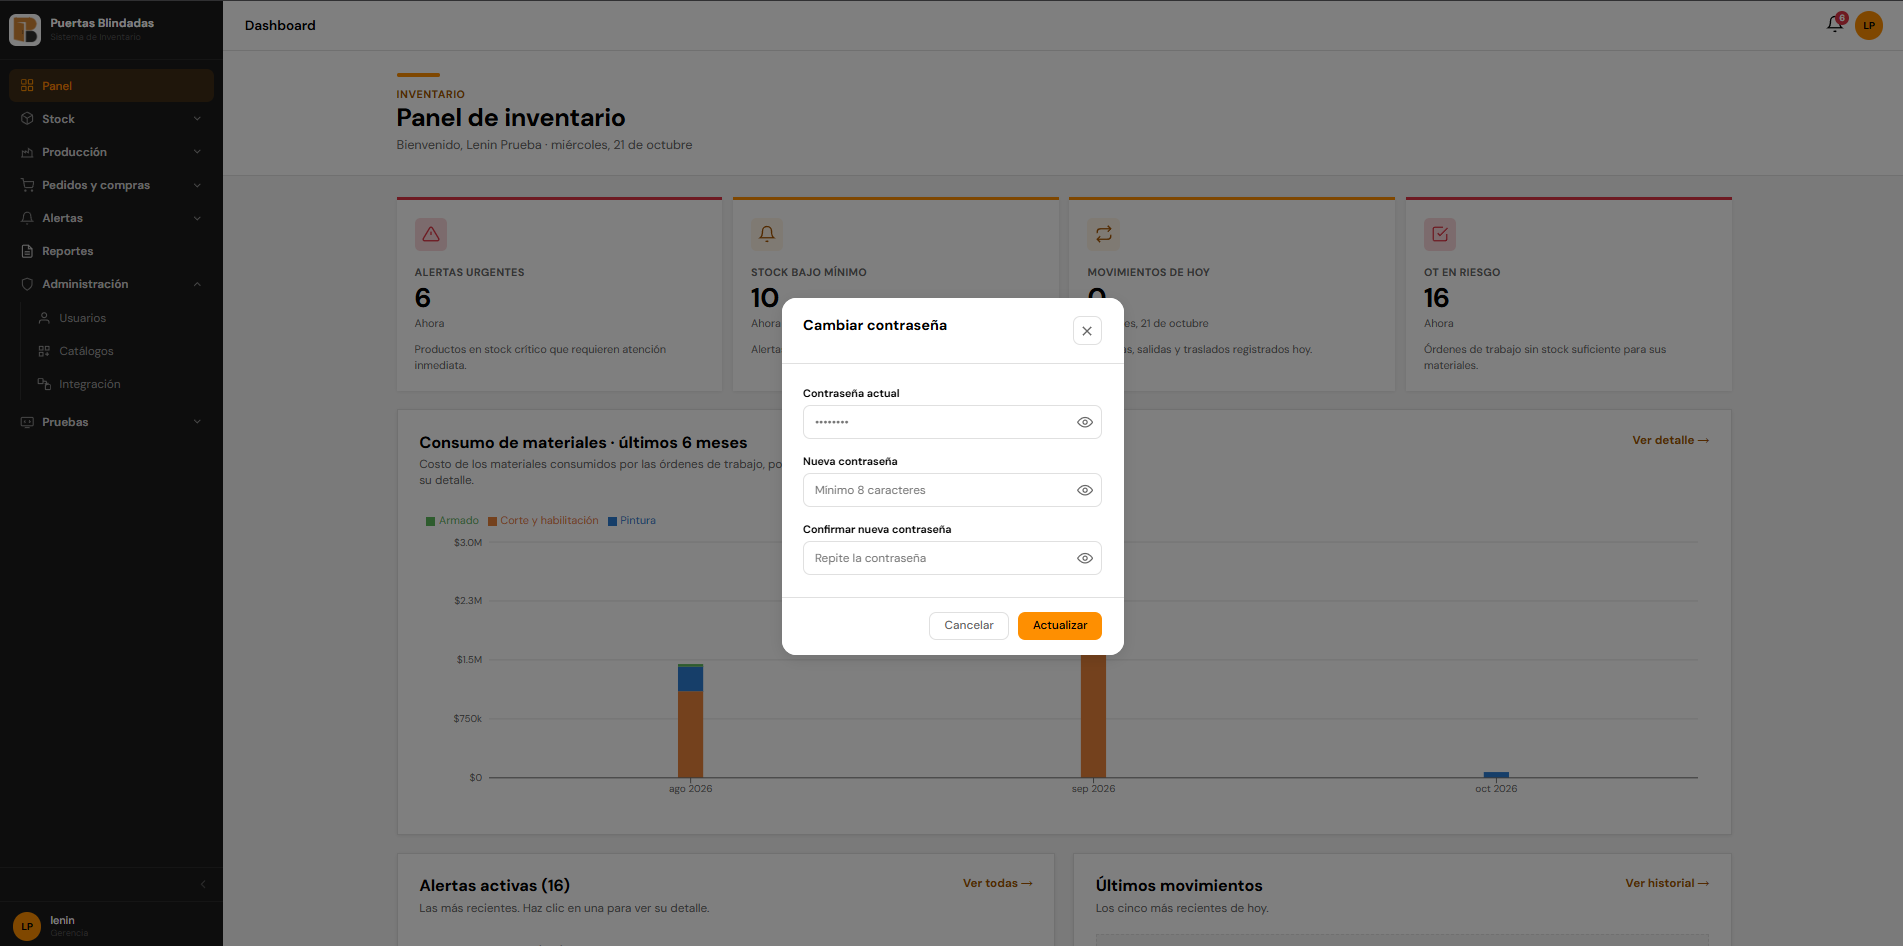 Puertas Blindadas
Sistema de Inventario
Panel
Stock
Producción
Pedidos y compras
Alertas
Reportes
Administración
Usuarios
Catálogos
Integración
Pruebas
LP
lenin
Gerencia
Dashboard
6
LP
INVENTARIO
Panel de inventario
Bienvenido, Lenin Prueba · miércoles, 21 de octubre
ALERTAS URGENTES
6
Ahora
Productos en stock crítico que requieren atención
inmediata.
STOCK BAJO MÍNIMO
10
Ahora
Alerta
MOVIMIENTOS DE HOY
0
es, 21 de octubre
s, salidas y traslados registrados hoy.
OT EN RIESGO
16
Ahora
Órdenes de trabajo sin stock suficiente para sus
materiales.
Cambiar contraseña
Contraseña actual
••••••••
Nueva contraseña
Mínimo 8 caracteres
Confirmar nueva contraseña
Repite la contraseña
Cancelar
Actualizar
Consumo de materiales · últimos 6 meses
Costo de los materiales consumidos por las órdenes de trabajo, po
su detalle.
Ver detalle →
Armado Corte y habilitación Pintura
$3.0M
$2.3M
$1.5M
$750k
$0
ago 2026 sep 2026 oct 2026
Alertas activas (16)
Ver todas →
Las más recientes. Haz clic en una para ver su detalle.
Últimos movimientos
Ver historial →
Los cinco más recientes de hoy.